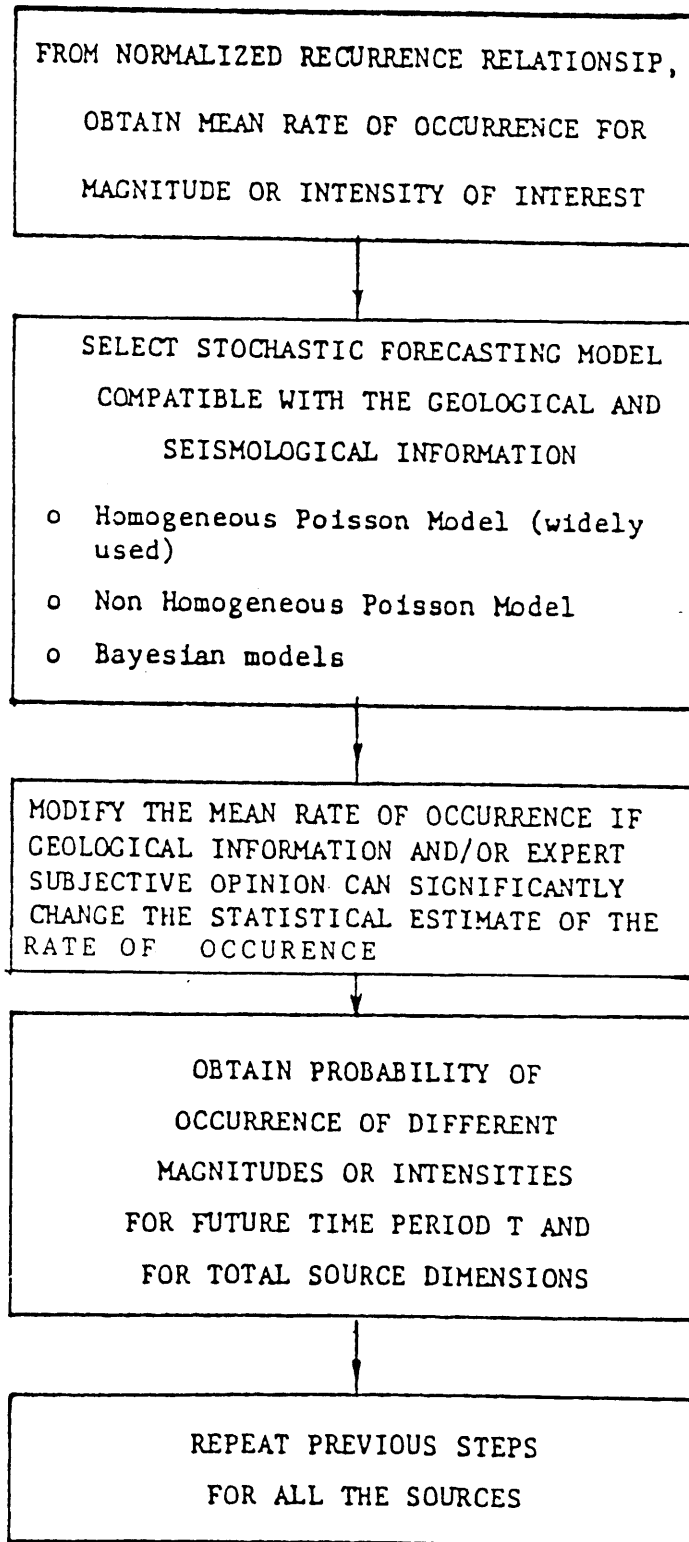 FROM NORMALIZED RECURRENCE RELATIONSIP,
OBTAIN MEAN RATE OF OCCURRENCE FOR
MAGNITUDE OR INTENSITY OF INTEREST
SELECT STOCHASTIC FORECASTING MODEL
COMPATIBLE WITH THE GEOLOGICAL AND
SEISMOLOGICAL INFORMATION
o Homogeneous Poisson Model (widely
used)
o Non Homogeneous Poisson Model
o Bayesian models
MODIFY THE MEAN RATE OF OCCURRENCE IF
GEOLOGICAL INFORMATION AND/OR EXPERT
SUBJECTIVE OPINION CAN SIGNIFICANTLY
CHANGE THE STATISTICAL ESTIMATE OF THE
RATE OF OCCURENCE
OBTAIN PROBABILITY OF
OCCURRENCE OF DIFFERENT
MAGNITUDES OR INTENSITIES
FOR FUTURE TIME PERIOD T AND
FOR TOTAL SOURCE DIMENSIONS
REPEAT PREVIOUS STEPS
FOR ALL THE SOURCES